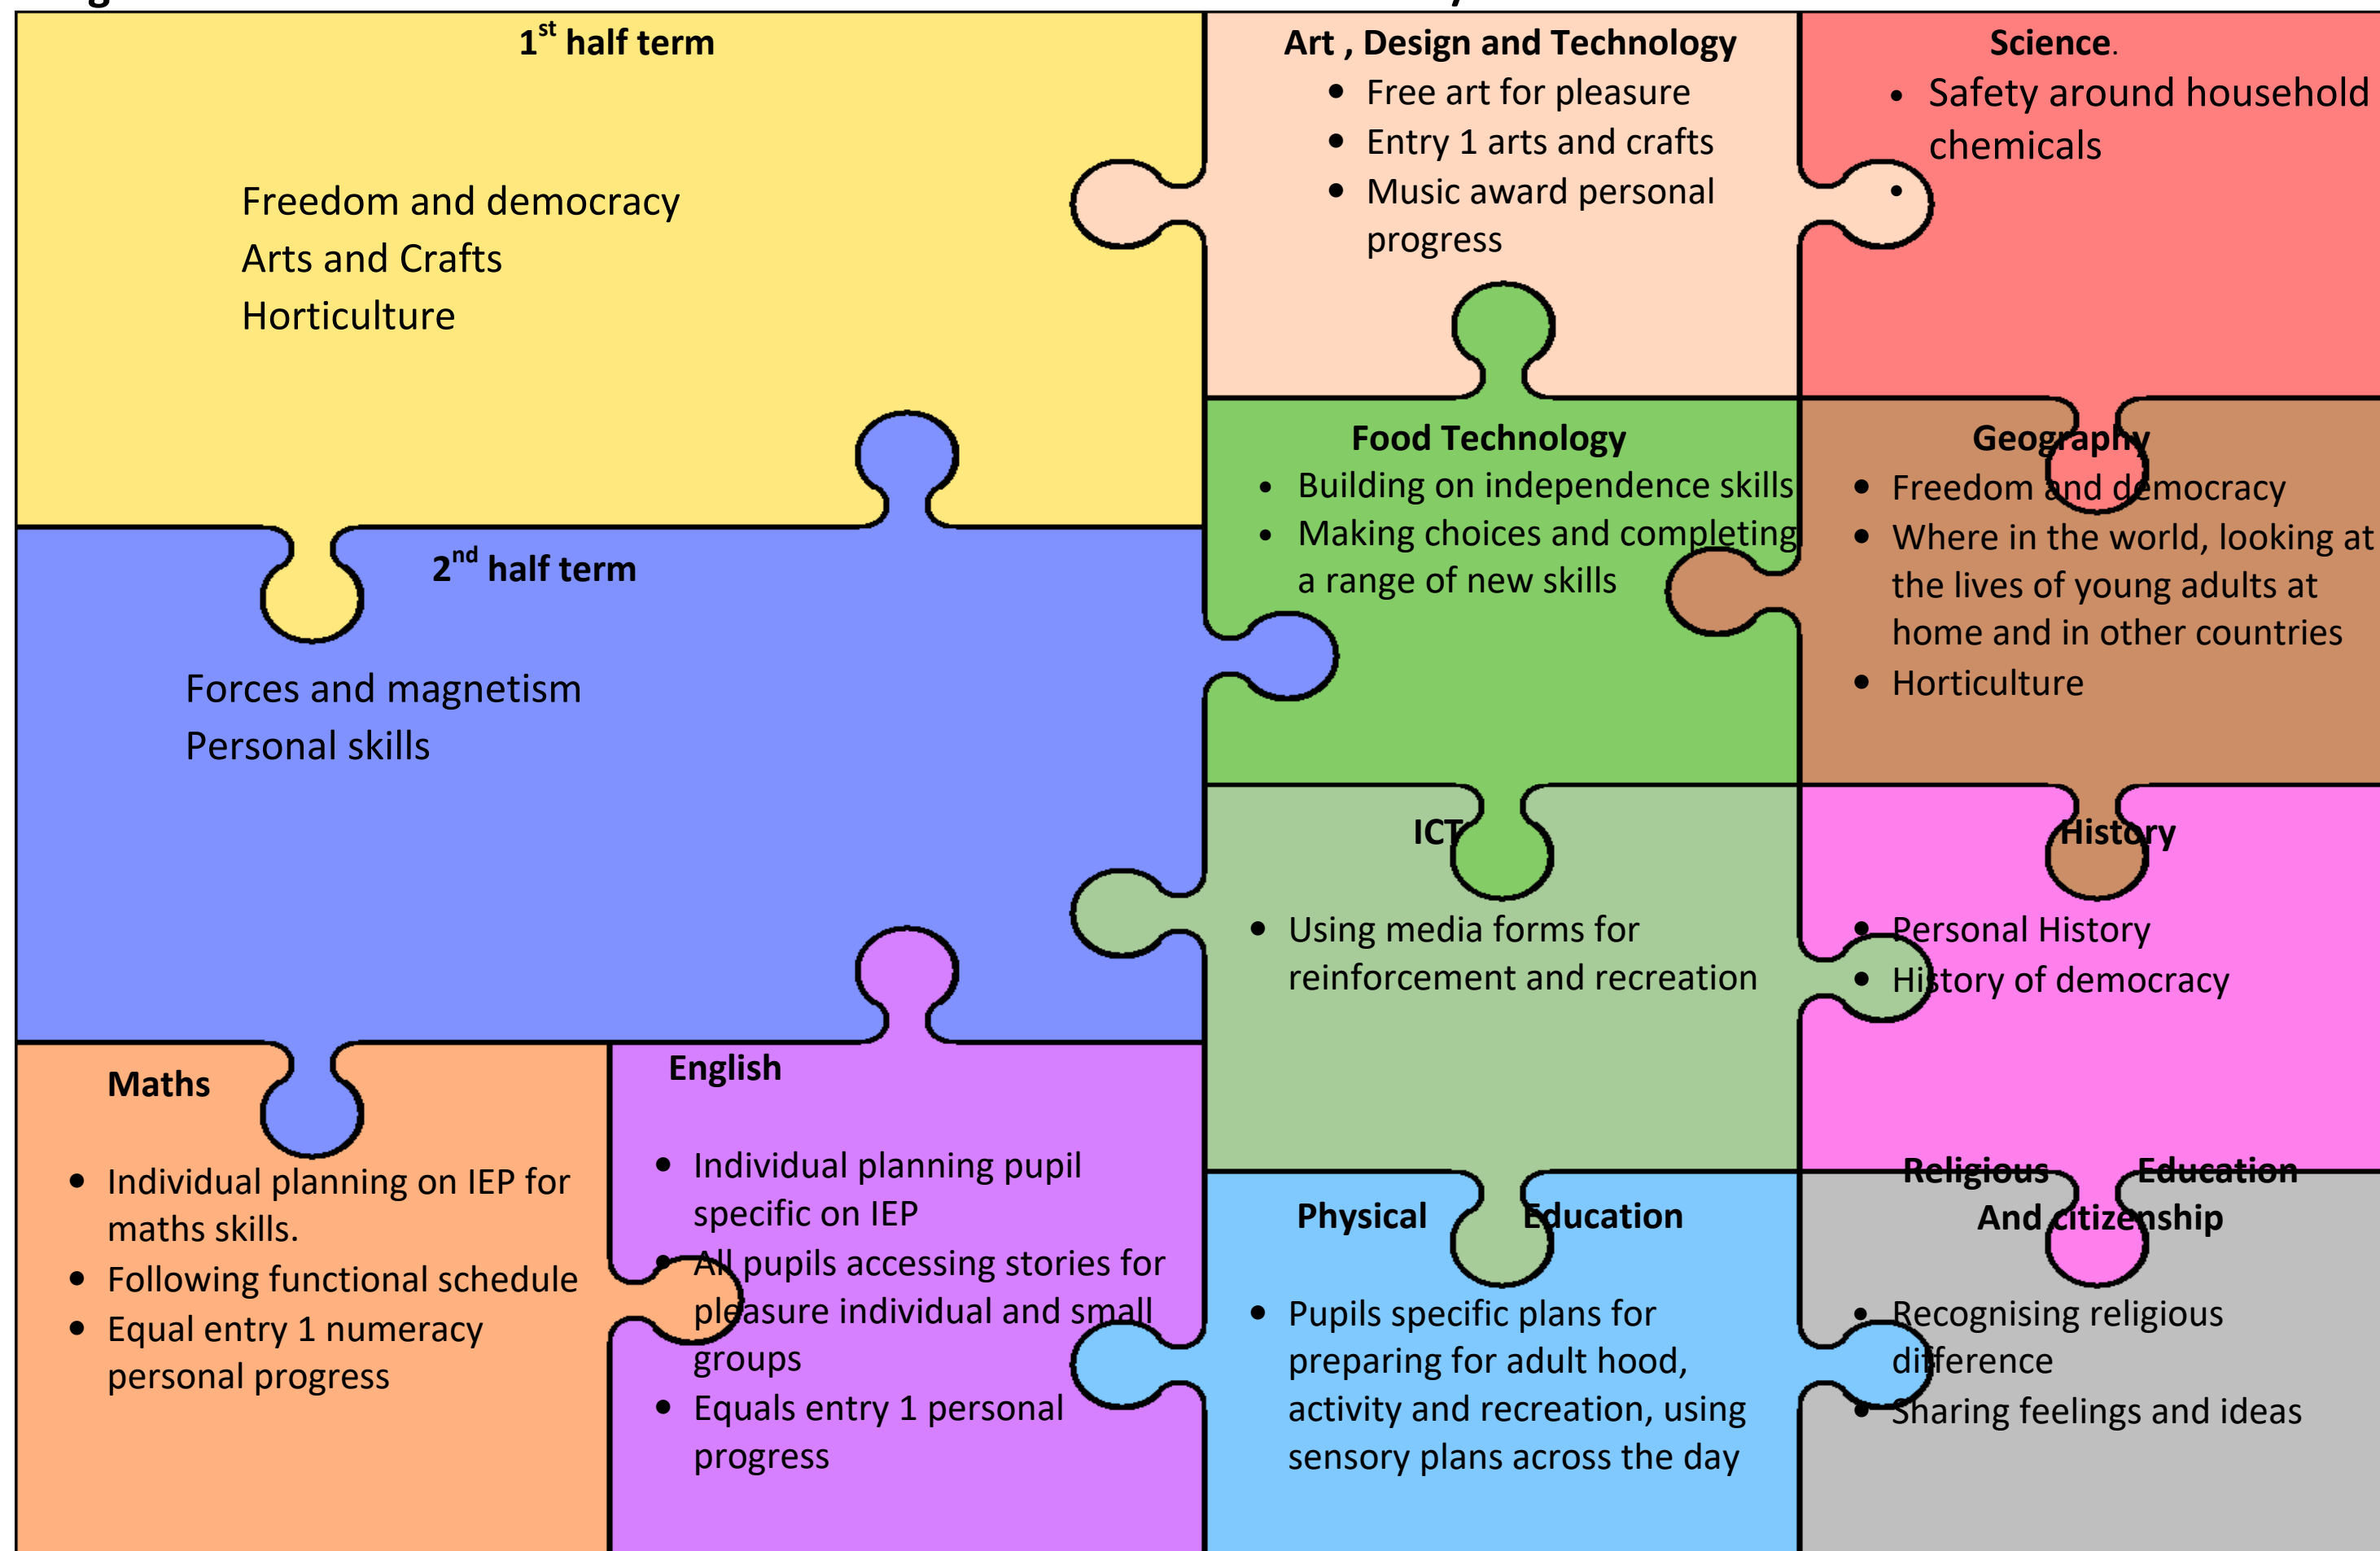 1st half term
Freedom and democracy
Arts and Crafts
Horticulture
2nd half term
Forces and magnetism
Personal skills
Maths
• Individual planning on IEP for
maths skills.
• Following functional schedule
• Equal entry 1 numeracy
personal progress
English
• Individual planning pupil
specific on IEP
• All pupils accessing stories for
pleasure individual and small
groups
• Equals entry 1 personal
progress
Art , Design and Technology
• Free art for pleasure
• Entry 1 arts and crafts
• Music award personal
progress
Science.
• Safety around household
chemicals
•
Food Technology
• Building on independence skills
• Making choices and completing
a range of new skills
Geography
• Freedom and democracy
• Where in the world, looking at
the lives of young adults at
home and in other countries
• Horticulture
ICT
• Using media forms for
reinforcement and recreation
History
• Personal History
• History of democracy
Physical Education
• Pupils specific plans for
preparing for adult hood,
activity and recreation, using
sensory plans across the day
Religious Education
And citizenship
• Recognising religious
difference
• Sharing feelings and ideas